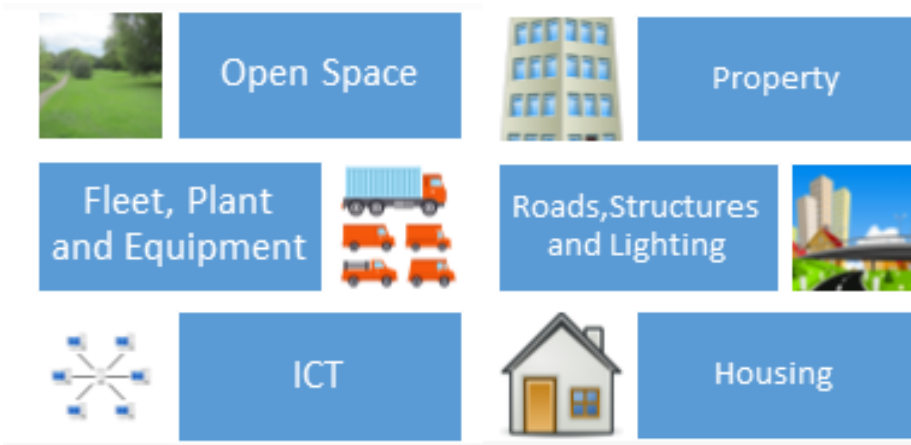 Open Space
Property
Fleet, Plant
and Equipment
Roads,Structures
and Lighting
ICT
Housing